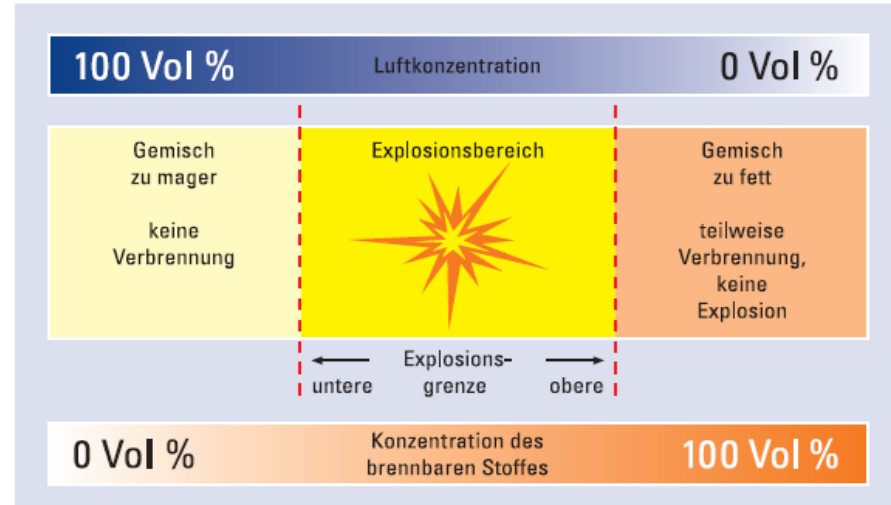 100 Vol % Luftkonzentration 0 Vol %
Gemisch
zu mager
keine
Verbrennung
Explosionsbereich
Gemisch
zu fett
teilweise
Verbrennung,
keine
Explosion
Explosions-
untere grenze obere
0 Vol % Konzentration des
brennbaren Stoffes 100 Vol %